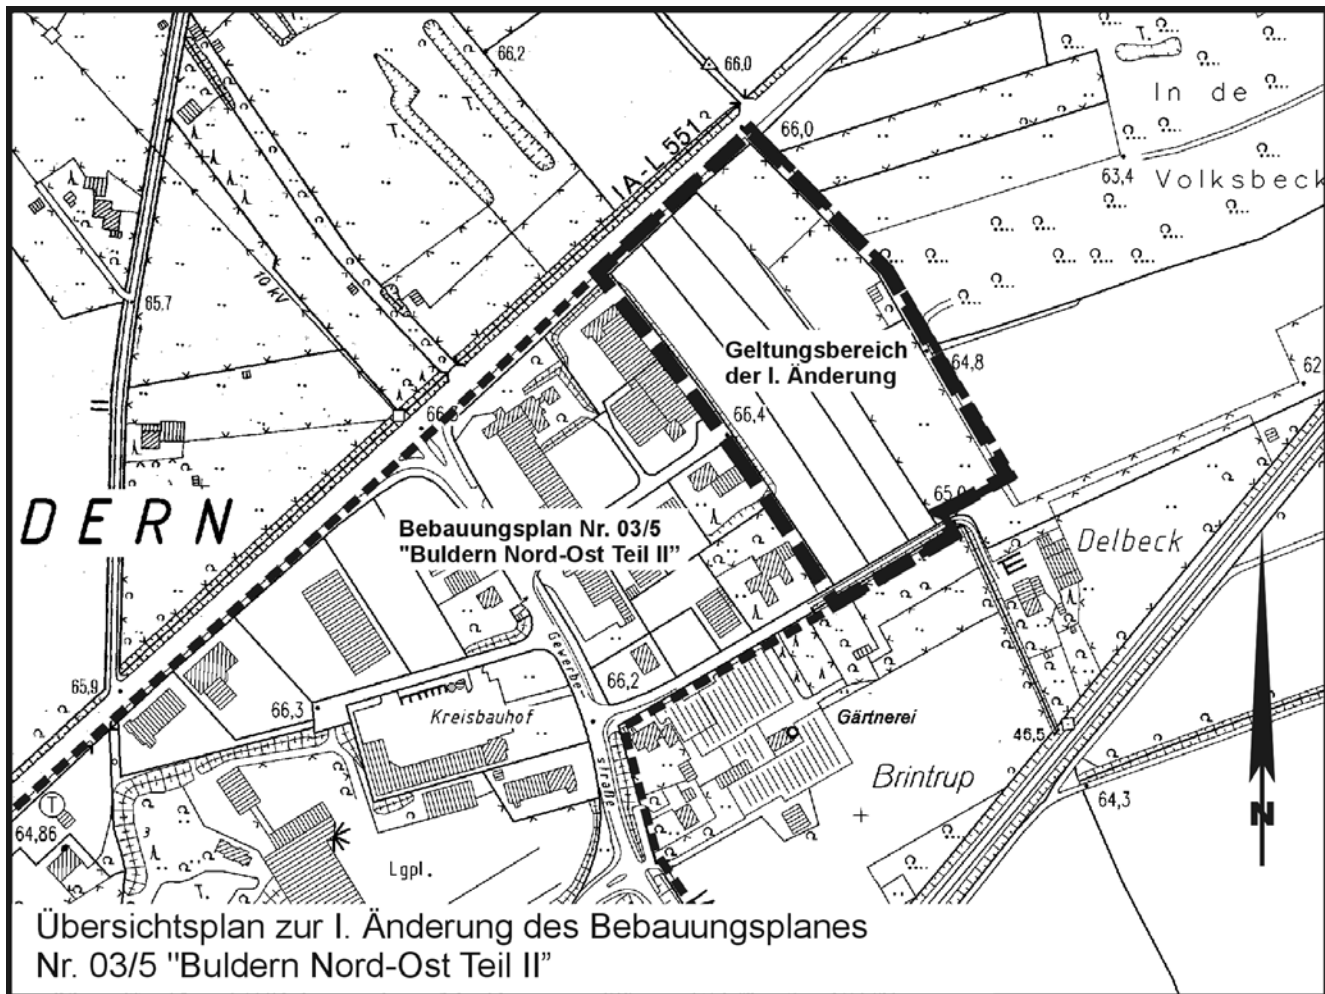 66,2
66,0
T.
T.
T.
In de
Volksbeck
66,0
63,4
IA-L 551
10 kV
65,7
Geltungsbereich
der I. Änderung
64,8
62
66,4
65,0
DERN
Bebauungsplan Nr. 03/5
"Buldern Nord-Ost Teil II”
Delbeck
Gewerbe-
straße
65,9
66,3
66,2
Kreisbauhof
Gärtnerei
46,5
Brintrup
64,3
T
64,86
3
Lgpl.
T.
N
Übersichtsplan zur I. Änderung des Bebauungsplanes
Nr. 03/5 "Buldern Nord-Ost Teil II”